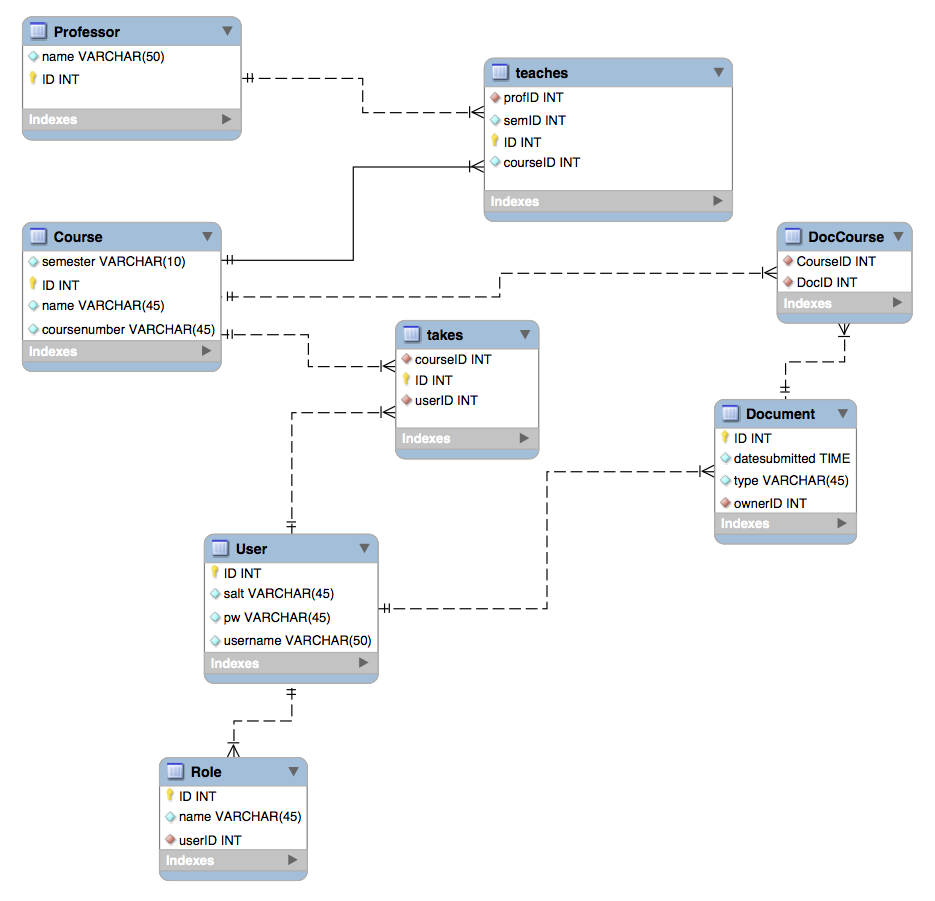 Professor
name VARCHAR(50)
ID INT
Indexes
teaches
profID INT
semID INT
ID INT
courseID INT
Indexes
Course
semester VARCHAR(10)
ID INT
name VARCHAR(45)
coursenumber VARCHAR(45)
Indexes
DocCourse
CourseID INT
DocID INT
Indexes
takes
courseID INT
ID INT
userID INT
Indexes
Document
ID INT
datesubmitted TIME
type VARCHAR(45)
ownerID INT
Indexes
User
ID INT
salt VARCHAR(45)
pw VARCHAR(45)
username VARCHAR(50)
Indexes
Role
ID INT
name VARCHAR(45)
userID INT
Indexes